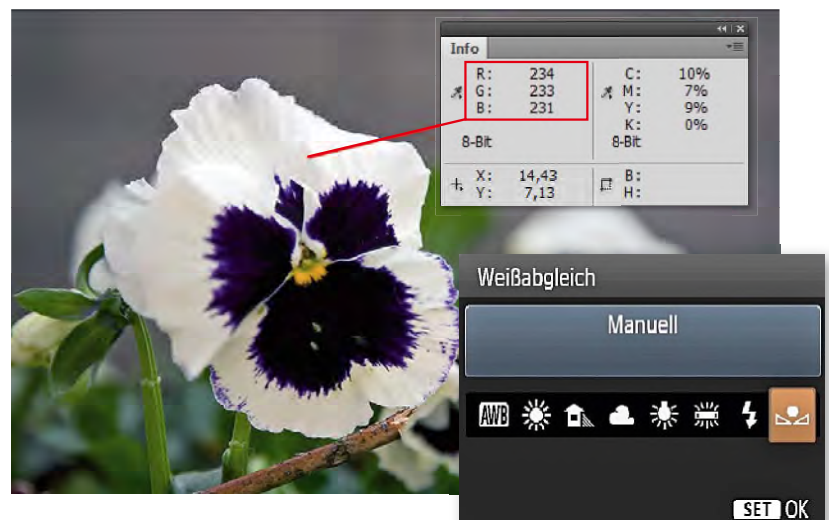 Info
R: 234 C: 10%
G: 233 M: 7%
B: 231 Y: 9%
K: 0%
8-Bit 8-Bit
X: 14,43 B:
Y: 7,13 H:
Weißabgleich
Manuell
AWB
SET OK